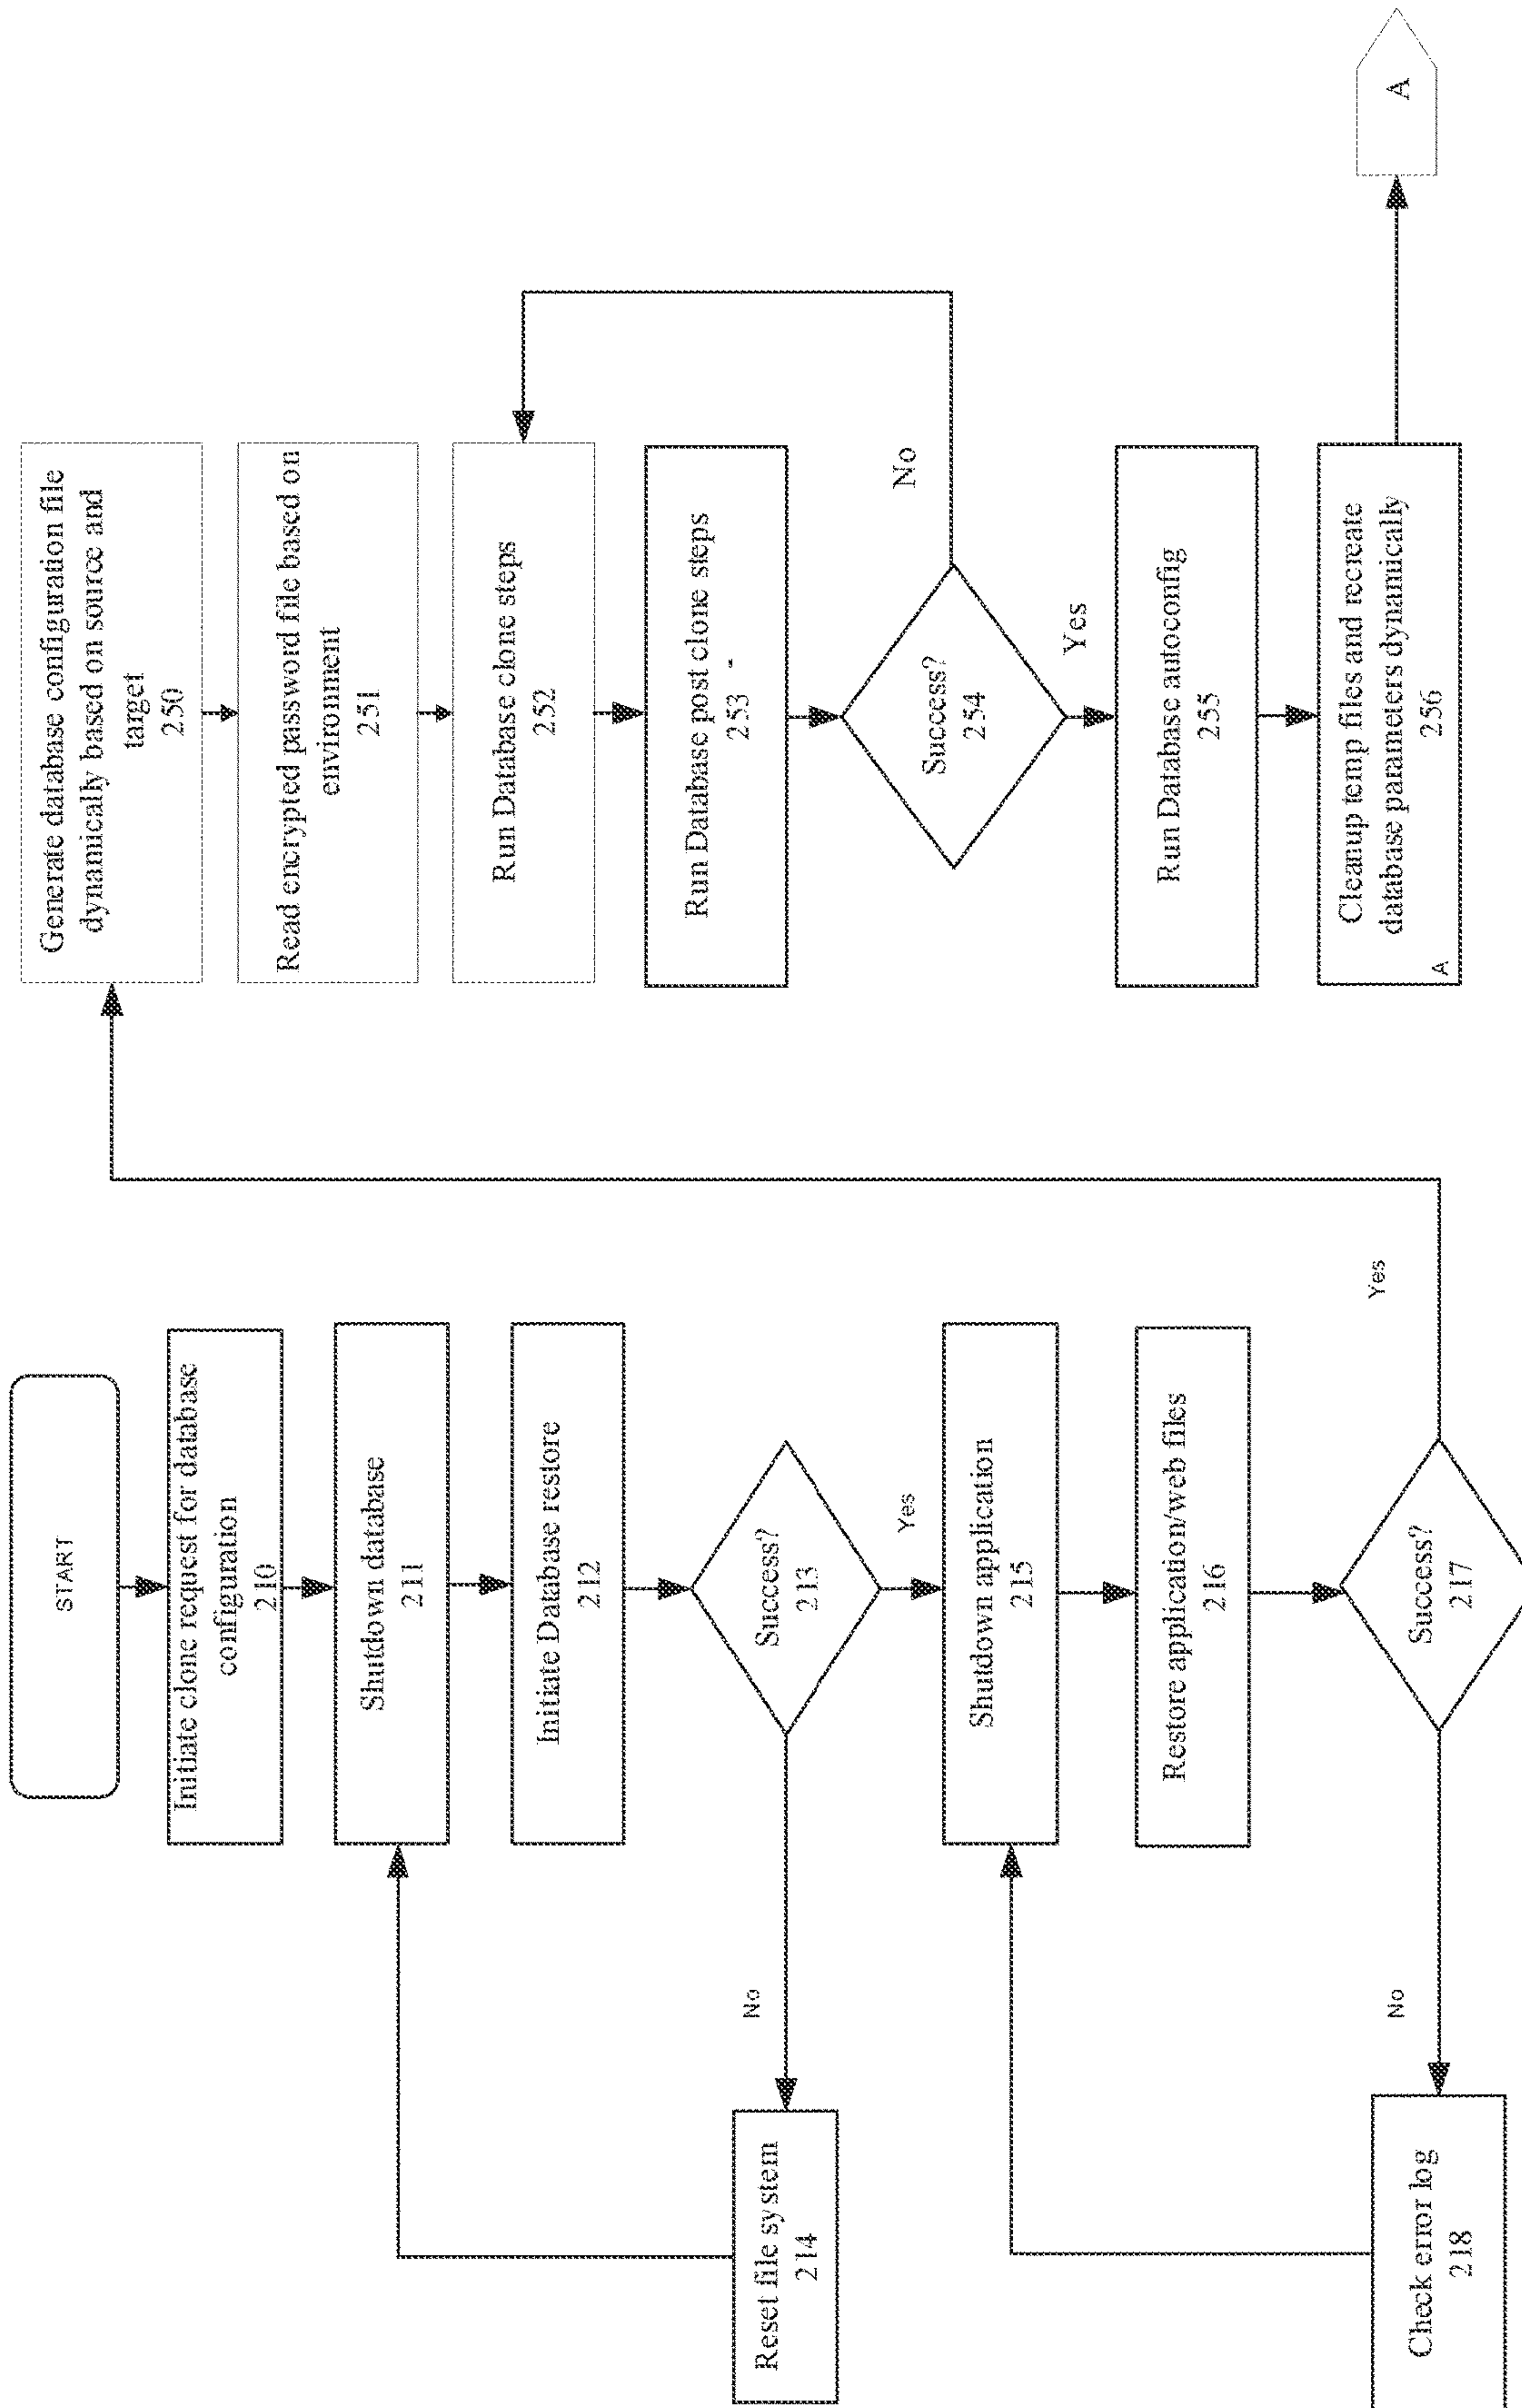 START
Initiate clone request for database
configuration
210
Shutdown database
211
Initiate Database restore
212
Success?
213
No
Yes
Reset file system
214
Shutdown application
215
Restore application/web files
216
Success?
217
No
Yes
Check error log
218
Generate database configuration file
dynamically based on source and
target
250
Read encrypted password file based on
environment
251
Run Database clone steps
252
Run Database post clone steps
253 -
Success?
254
No
Yes
Run Database autoconfig
255
Cleanup temp files and recreate
database parameters dynamically
256
A
A